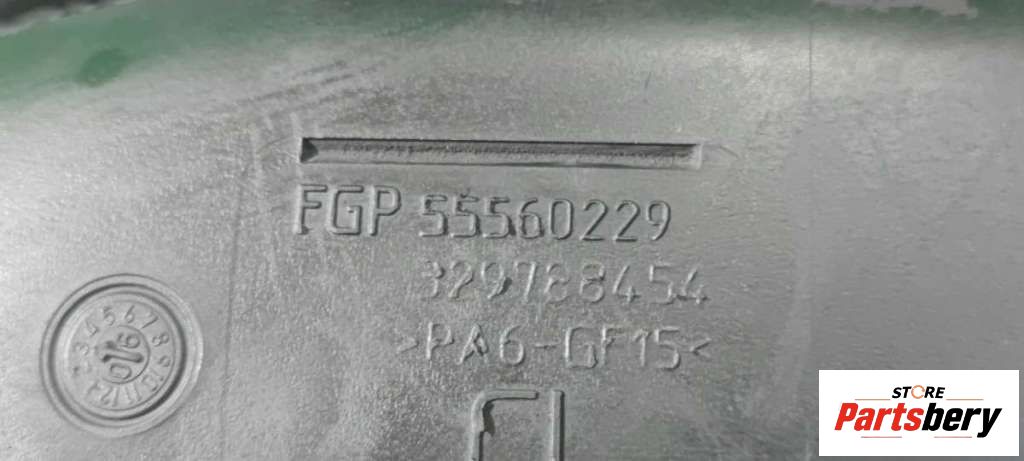 FGP 55560229
329788454
>PA6-GF15<
STORE
Partsbery